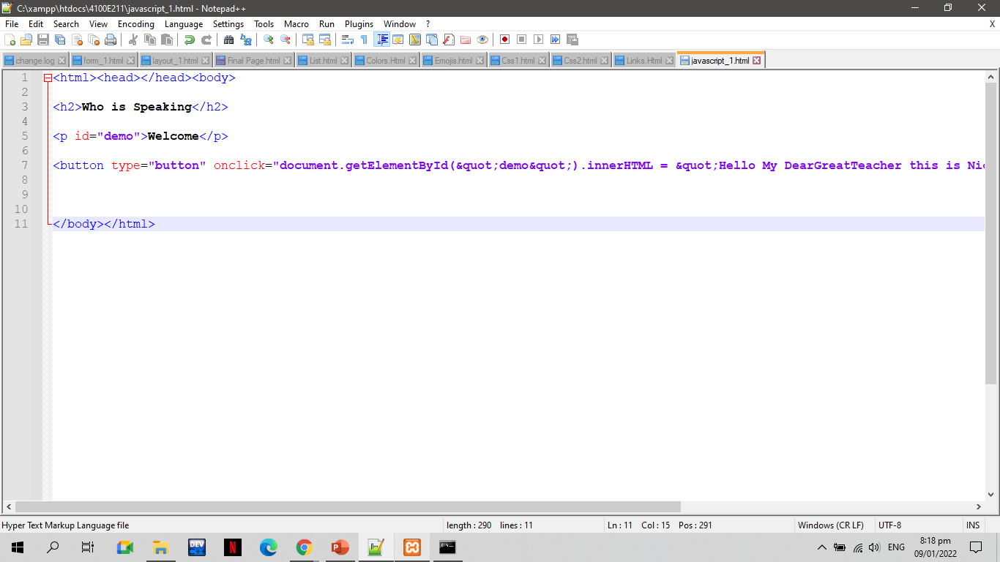 C:\xampp\htdocs\4100E211\javascript_1.html - Notepad++
File Edit Search View Encoding Language Settings Tools Macro Run Plugins Window ? X
change.log form_1.html layout_1.html Final Page.html List.html Colors.Html Emojis.html Css1.html Css2.html Links.Html javascript_1.html
1 <html><head></head><body>
2
3 <h2>Who is Speaking</h2>
4
5 <p id="demo">Welcome</p>
6
7 <button type="button" onclick="document.getElementById(&quot;demo&quot;).innerHTML = &quot;Hello My DearGreatTeacher this is
8
9
10
11 </body></html>
Hyper Text Markup Language file length : 290 lines : 11 Ln : 11 Col : 15 Pos : 291 Windows (CR LF) UTF-8 INS
DEV C++ N P ENG 8:18 pm
09/01/2022